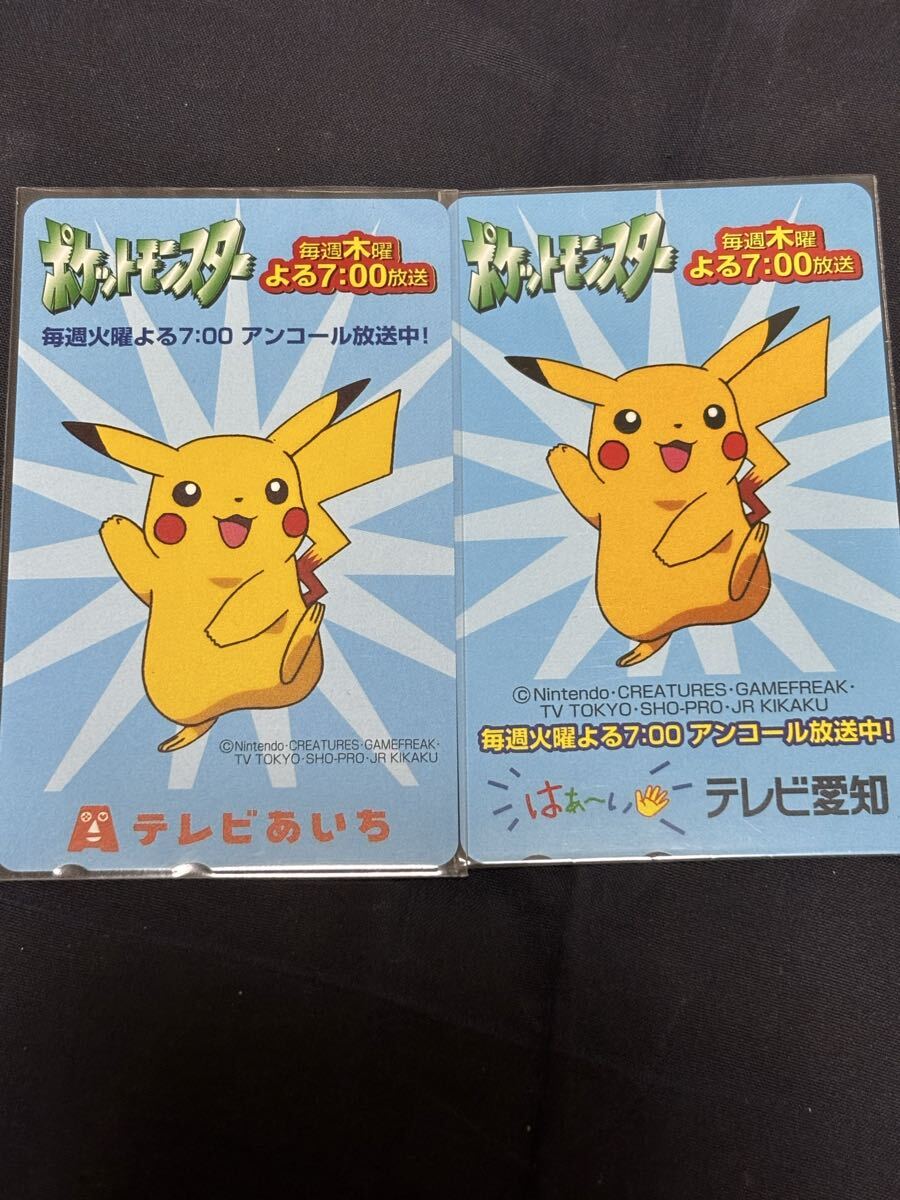 ポケットモンスター
毎週木曜
よる7:00放送
毎週火曜よる7:00 アンコール放送中!
©Nintendo・CREATURES・GAMEFREAK・
TV TOKYO・SHO-PRO・JR KIKAKU
テレビあいち
ポケットモンスター
毎週木曜
よる7:00放送
©Nintendo・CREATURES・GAMEFREAK・
TV TOKYO・SHO-PRO・JR KIKAKU
毎週火曜よる7:00 アンコール放送中!
はぁ〜い テレビ愛知